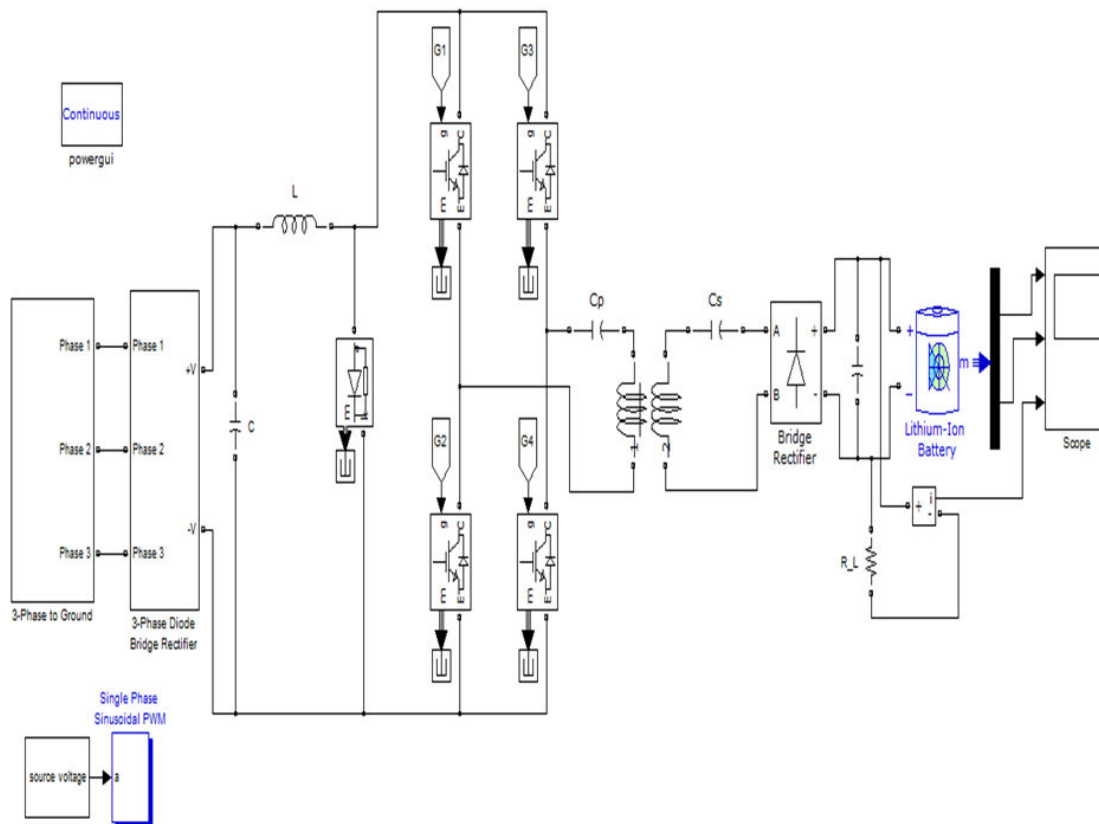 Continuous
powergui
G1
G3
g
C
E
E
E
g
C
E
E
E
L
C
E
E
3-Phase to Ground
Phase 1
Phase 2
Phase 3
Phase 1
Phase 2
Phase 3
+V
-V
3-Phase Diode
Bridge Rectifier
G2
G4
g
C
E
E
E
g
C
E
E
E
Cp
Cs
1
2
A
B
+
-
Bridge
Rectifier
+
−
m
Lithium-Ion
Battery
Scope
+
i
-
R_L
Single Phase
Sinusoidal PWM
source voltage
a